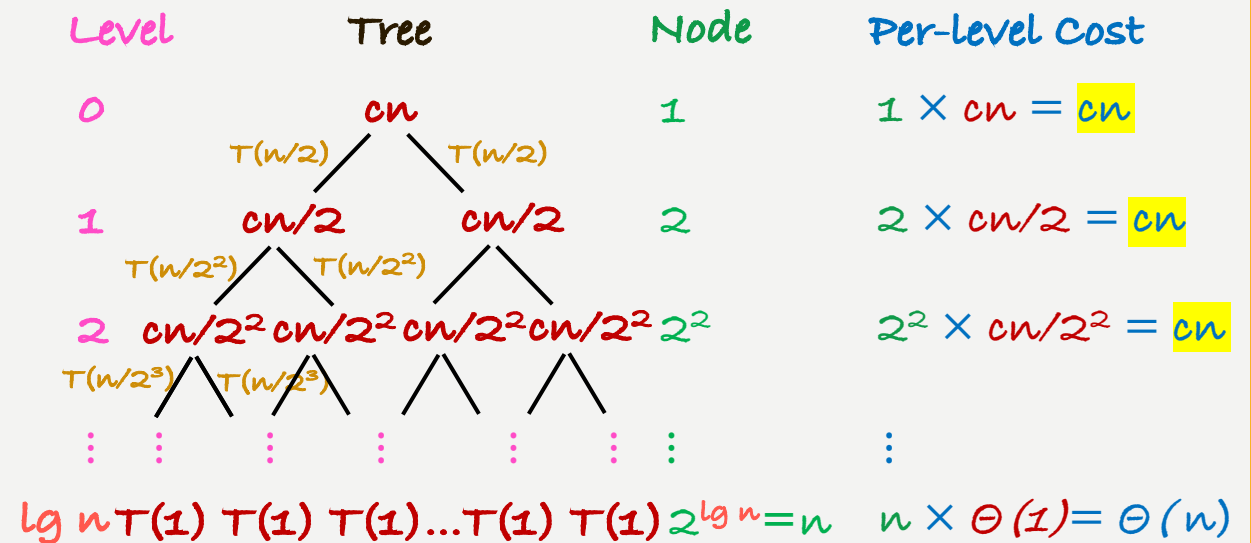 Level Tree Node Per-level Cost
0 cn 1 1 × cn = cn
T(n/2) T(n/2)
1 cn/2 cn/2 2 2 × cn/2 = cn
T(n/2²) T(n/2²)
2 cn/2² cn/2² cn/2² cn/2² 2² 2² × cn/2² = cn
T(n/2³) T(n/2³)
⋮ ⋮ ⋮ ⋮ ⋮ ⋮ ⋮ ⋮
lg n T(1) T(1) T(1)...T(1) T(1) 2^lg n = n n × Θ(1) = Θ(n)